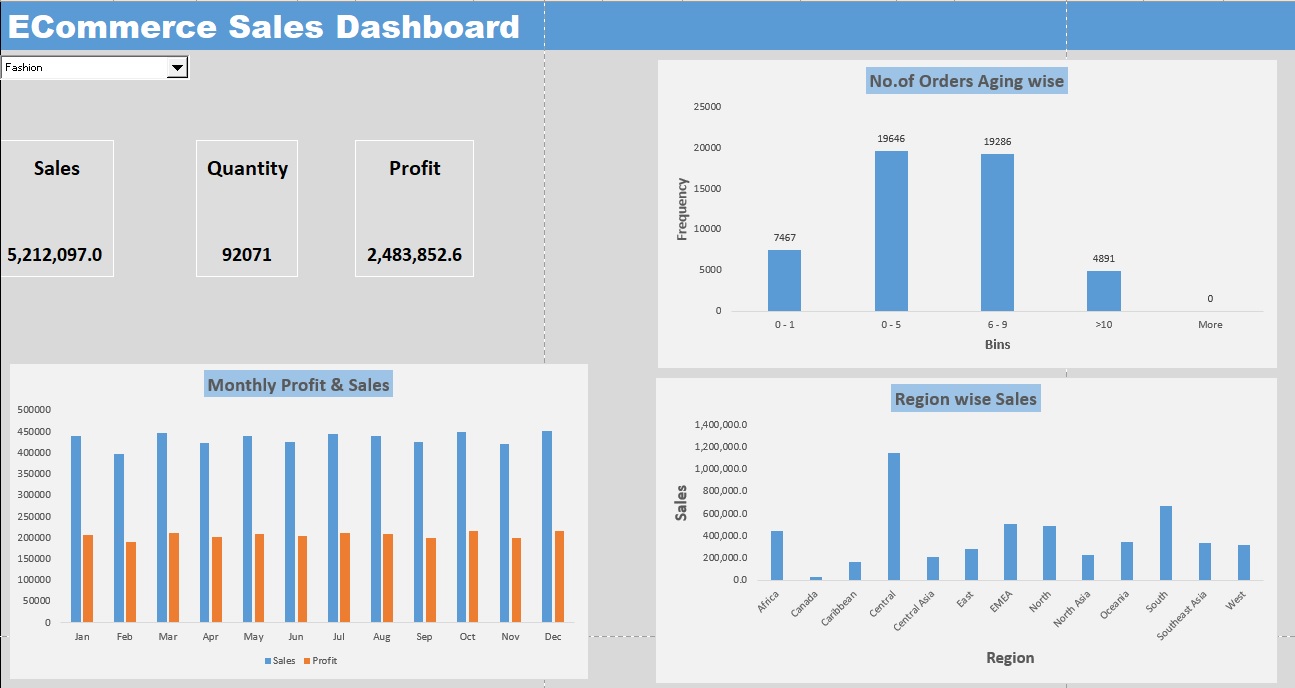 ECommerce Sales Dashboard
Fashion
Sales
5,212,097.0
Quantity
92071
Profit
2,483,852.6
No.of Orders Aging wise
Frequency
25000
20000
15000
10000
5000
0
7467
19646
19286
4891
0
0 - 1
0 - 5
6 - 9
>10
More
Bins
Monthly Profit & Sales
500000
450000
400000
350000
300000
250000
200000
150000
100000
50000
0
Jan
Feb
Mar
Apr
May
Jun
Jul
Aug
Sep
Oct
Nov
Dec
Sales
Profit
Region wise Sales
Sales
1,400,000.0
1,200,000.0
1,000,000.0
800,000.0
600,000.0
400,000.0
200,000.0
0.0
Africa
Canada
Caribbean
Central
Central Asia
East
EMEA
North
North Asia
Oceania
South
Southeast Asia
West
Region